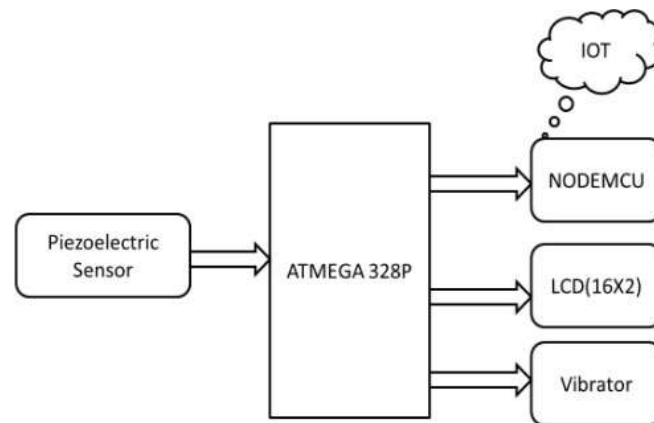 IOT
NODEMCU
Piezoelectric
Sensor
ATMEGA 328P
LCD(16X2)
Vibrator